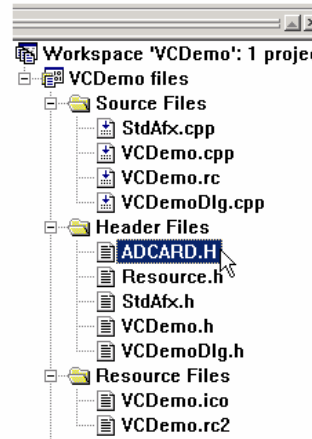 Workspace 'VCDemo': 1 proje
VCDemo files
Source Files
StdAfx.cpp
VCDemo.cpp
VCDemo.rc
VCDemoDlg.cpp
Header Files
ADCARD.H
Resource.h
StdAfx.h
VCDemo.h
VCDemoDlg.h
Resource Files
VCDemo.ico
VCDemo.rc2